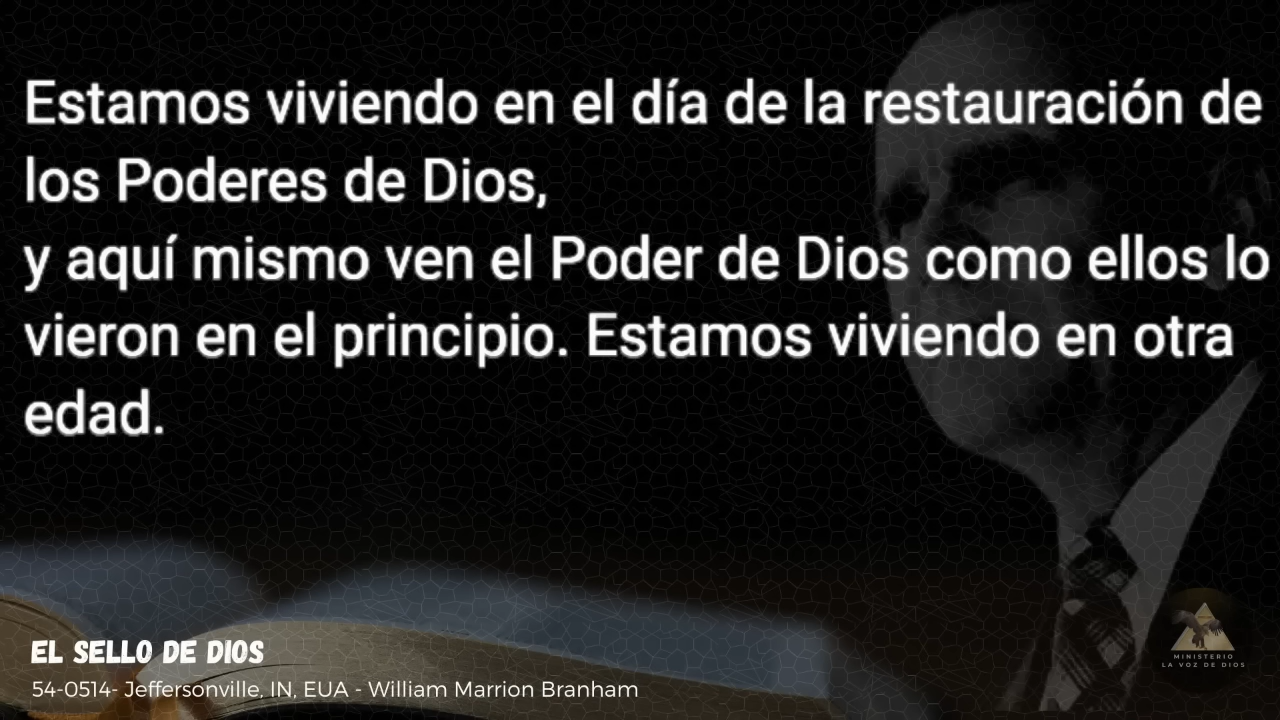 Estamos viviendo en el día de la restauración de
los Poderes de Dios,
y aquí mismo ven el Poder de Dios como ellos lo
vieron en el principio. Estamos viviendo en otra
edad.
EL SELLO DE DIOS
54-0514- Jeffersonville, IN, EUA - William Marrion Branham
MINISTERIO
LA VOZ DE DIOS